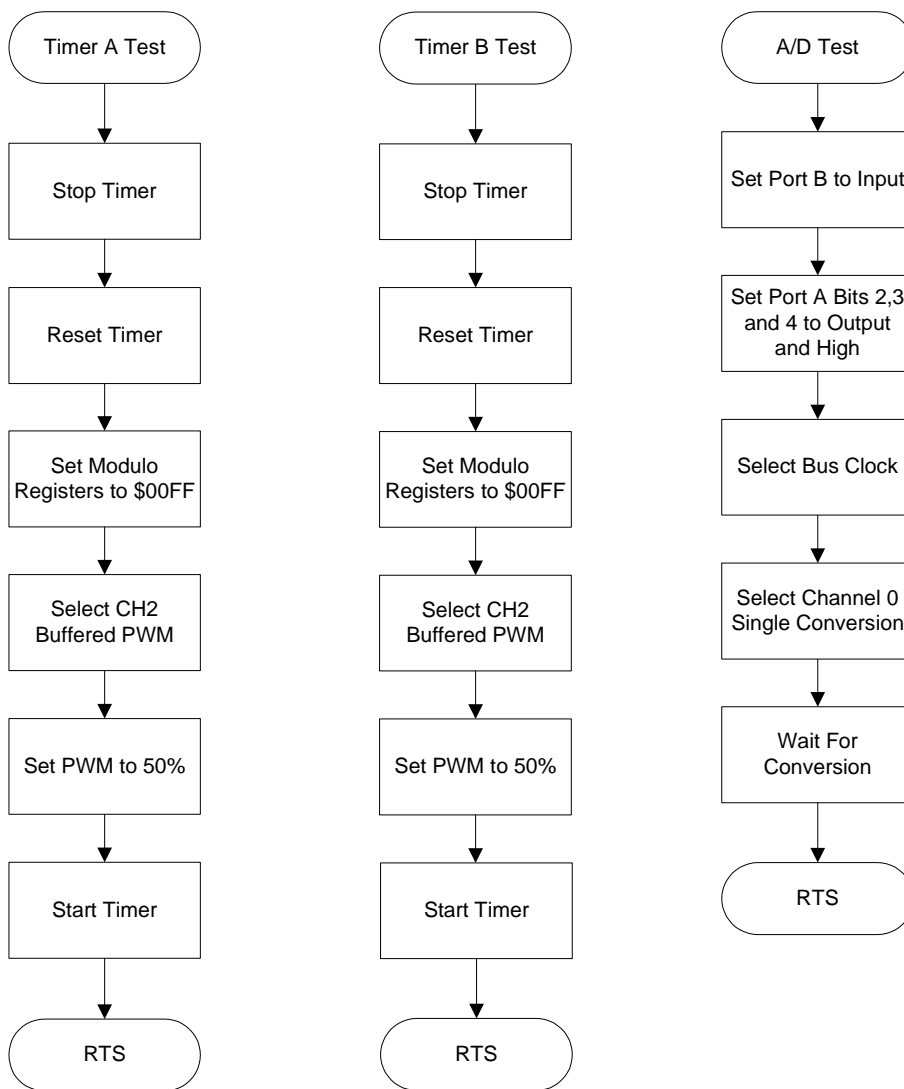 Timer A Test
Stop Timer
Reset Timer
Set Modulo
Registers to $00FF
Select CH2
Buffered PWM
Set PWM to 50%
Start Timer
RTS
Timer B Test
Stop Timer
Reset Timer
Set Modulo
Registers to $00FF
Select CH2
Buffered PWM
Set PWM to 50%
Start Timer
RTS
A/D Test
Set Port B to Input
Set Port A Bits 2,3
and 4 to Output
and High
Select Bus Clock
Select Channel 0
Single Conversion
Wait For
Conversion
RTS